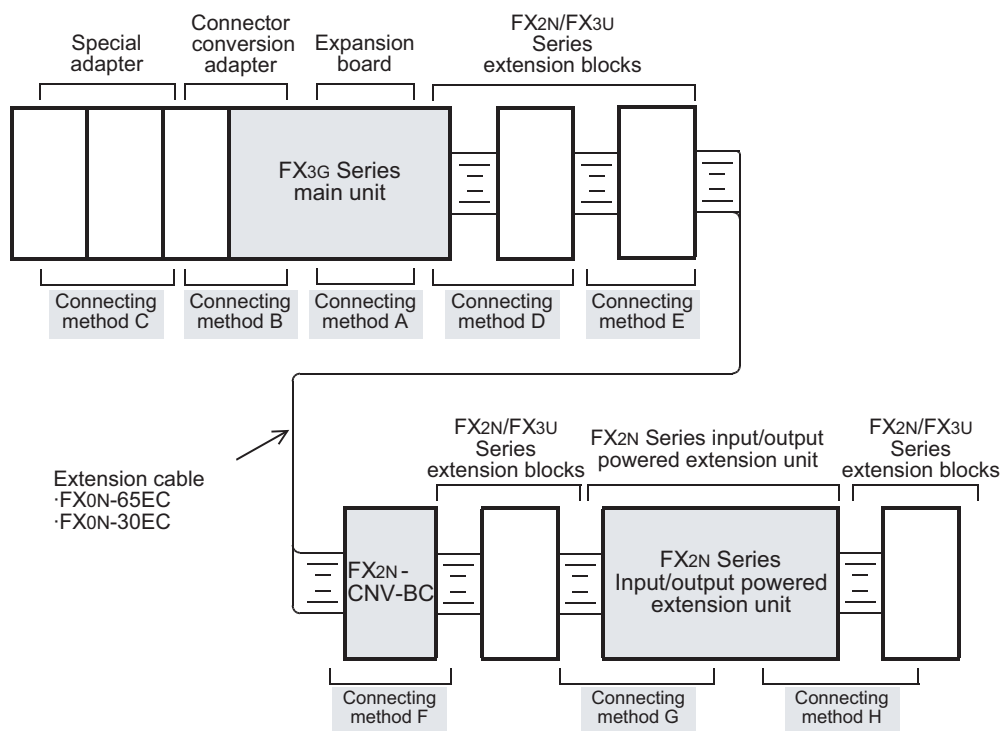 Special
adapter
Connector
conversion
adapter
Expansion
board
FX2N/FX3U
Series
extension blocks
FX3G Series
main unit
Connecting
method C
Connecting
method B
Connecting
method A
Connecting
method D
Connecting
method E
Extension cable
·FX0N-65EC
·FX0N-30EC
FX2N/FX3U
Series
extension blocks
FX2N Series input/output
powered extension unit
FX2N/FX3U
Series
extension blocks
FX2N -
CNV-BC
FX2N Series
Input/output powered
extension unit
Connecting
method F
Connecting
method G
Connecting
method H